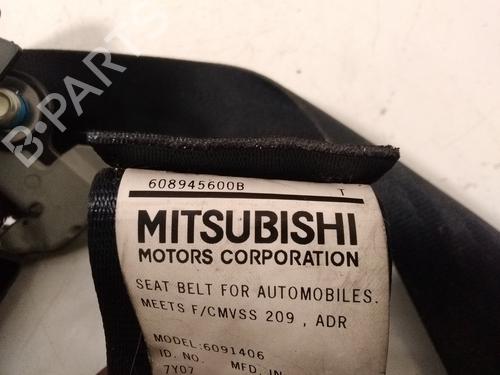 B-PARTS
608945600B T
MITSUBISHI
MOTORS CORPORATION
SEAT BELT FOR AUTOMOBILES.
MEETS F/CMVSS 209 , ADR
MODEL:6091406
ID. NO. MFD. IN
7Y07